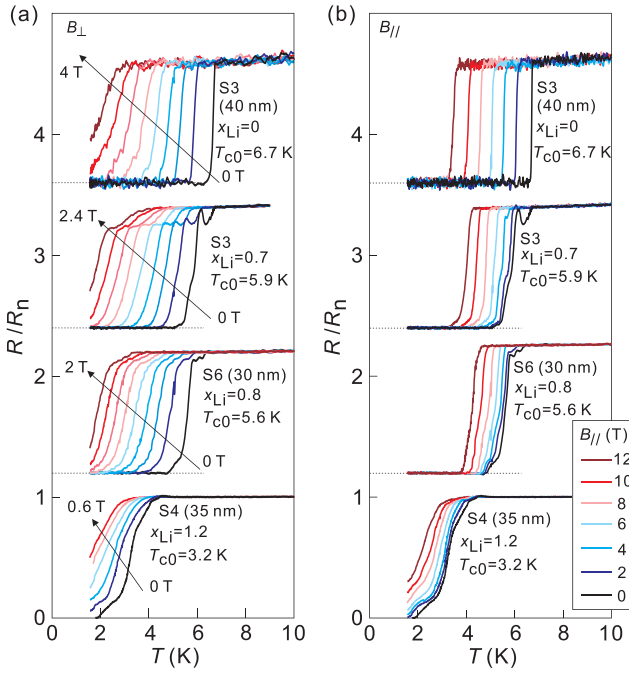 (a)
B⊥
4 T
S3
(40 nm)
xLi=0
Tc0=6.7 K
0 T
2.4 T
S3
xLi=0.7
Tc0=5.9 K
0 T
2 T
S6 (30 nm)
xLi=0.8
Tc0=5.6 K
0 T
0.6 T
S4 (35 nm)
xLi=1.2
Tc0=3.2 K
0 T
R/Rn
4
3
2
1
0
0
2
4
6
8
10
T (K)
(b)
B//
S3
(40 nm)
xLi=0
Tc0=6.7 K
S3
xLi=0.7
Tc0=5.9 K
S6 (30 nm)
xLi=0.8
Tc0=5.6 K
S4 (35 nm)
xLi=1.2
Tc0=3.2 K
R/Rn
4
3
2
1
0
0
2
4
6
8
10
T (K)
B// (T)
12
10
8
6
4
2
0